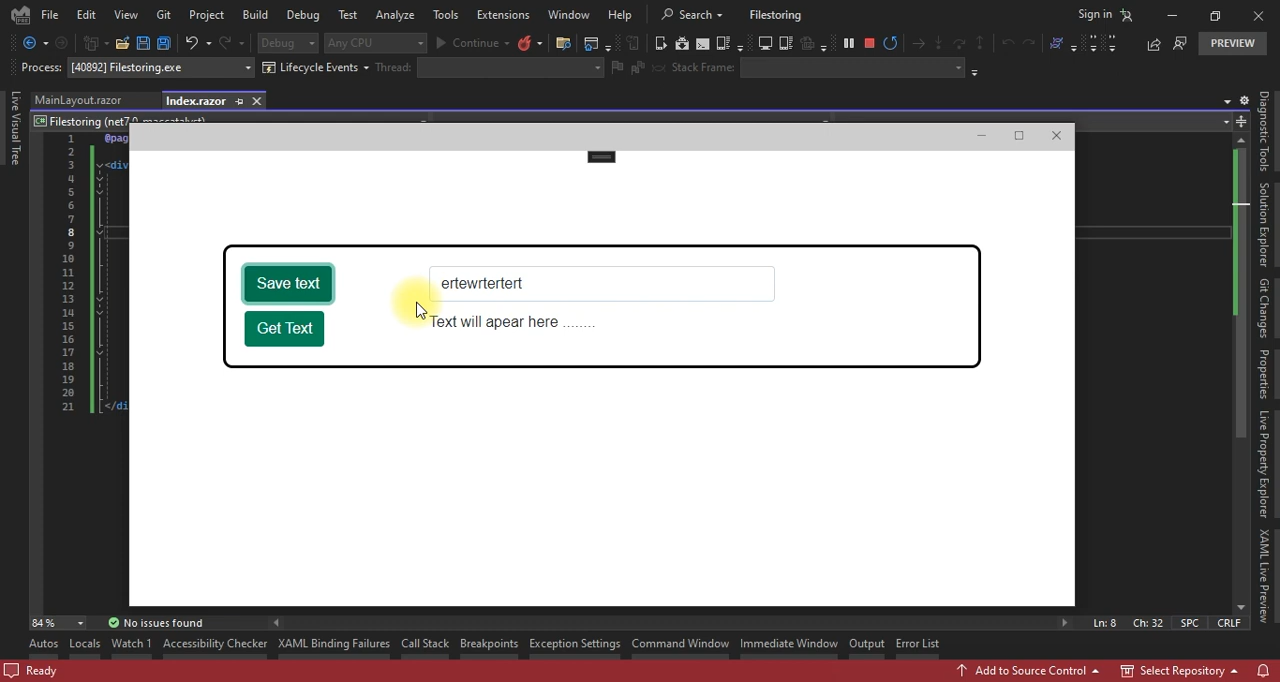 File Edit View Git Project Build Debug Test Analyze Tools Extensions Window Help Search Filestoring Sign in
Debug Any CPU Continue PREVIEW
Process: [40892] Filestoring.exe Lifecycle Events Thread: Stack Frame:
MainLayout.razor Index.razor
Filestoring
1 @pag
2
3 <div
4
5
6
7
8
9
10
11
12
13
14
15
16
17
18
19
20
21 </di
Save text ertewrtertert
Get Text Text will apear here ........
Live Visual Tree
Diagnostic Tools
Solution Explorer
Git Changes
Properties
Live Property Explorer
XAML Live Preview
84 % No issues found Ln: 8 Ch: 32 SPC CRLF
Autos Locals Watch 1 Accessibility Checker XAML Binding Failures Call Stack Breakpoints Exception Settings Command Window Immediate Window Output Error List
Ready Add to Source Control Select Repository